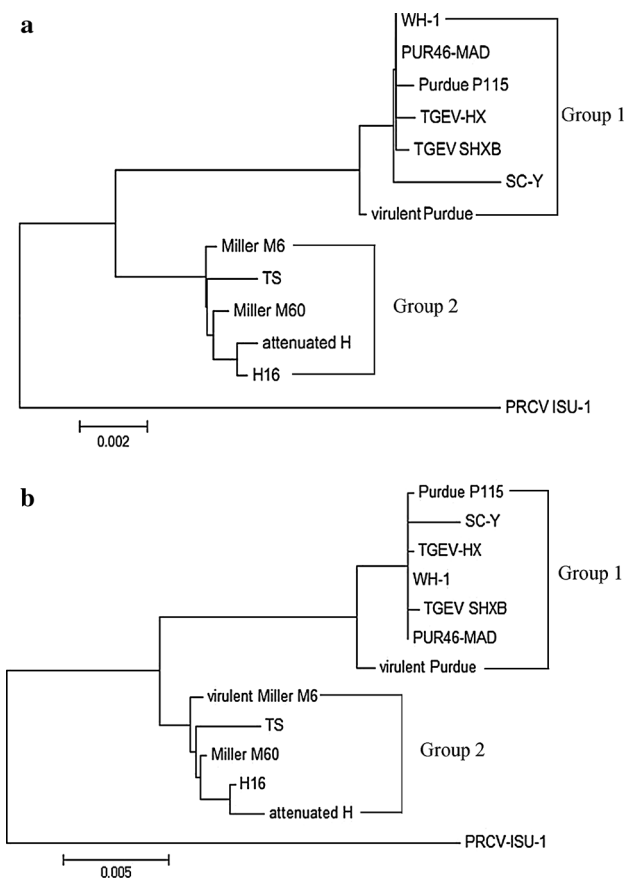 a
WH-1
PUR46-MAD
Purdue P115
Group 1
TGEV-HX
TGEV SHXB
SC-Y
virulent Purdue
Miller M6
TS
Group 2
Miller M60
attenuated H
H16
PRCV ISU-1
0.002
b
Purdue P115
SC-Y
TGEV-HX
Group 1
WH-1
TGEV SHXB
PUR46-MAD
virulent Purdue
virulent Miller M6
TS
Group 2
Miller M60
H16
attenuated H
PRCV-ISU-1
0.005